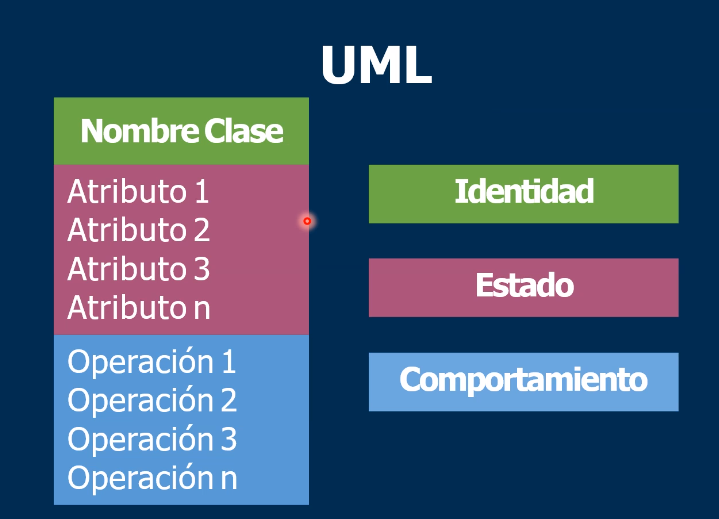 UML
Nombre Clase
Atributo 1
Atributo 2
Atributo 3
Atributo n
Operación 1
Operación 2
Operación 3
Operación n
Identidad
Estado
Comportamiento